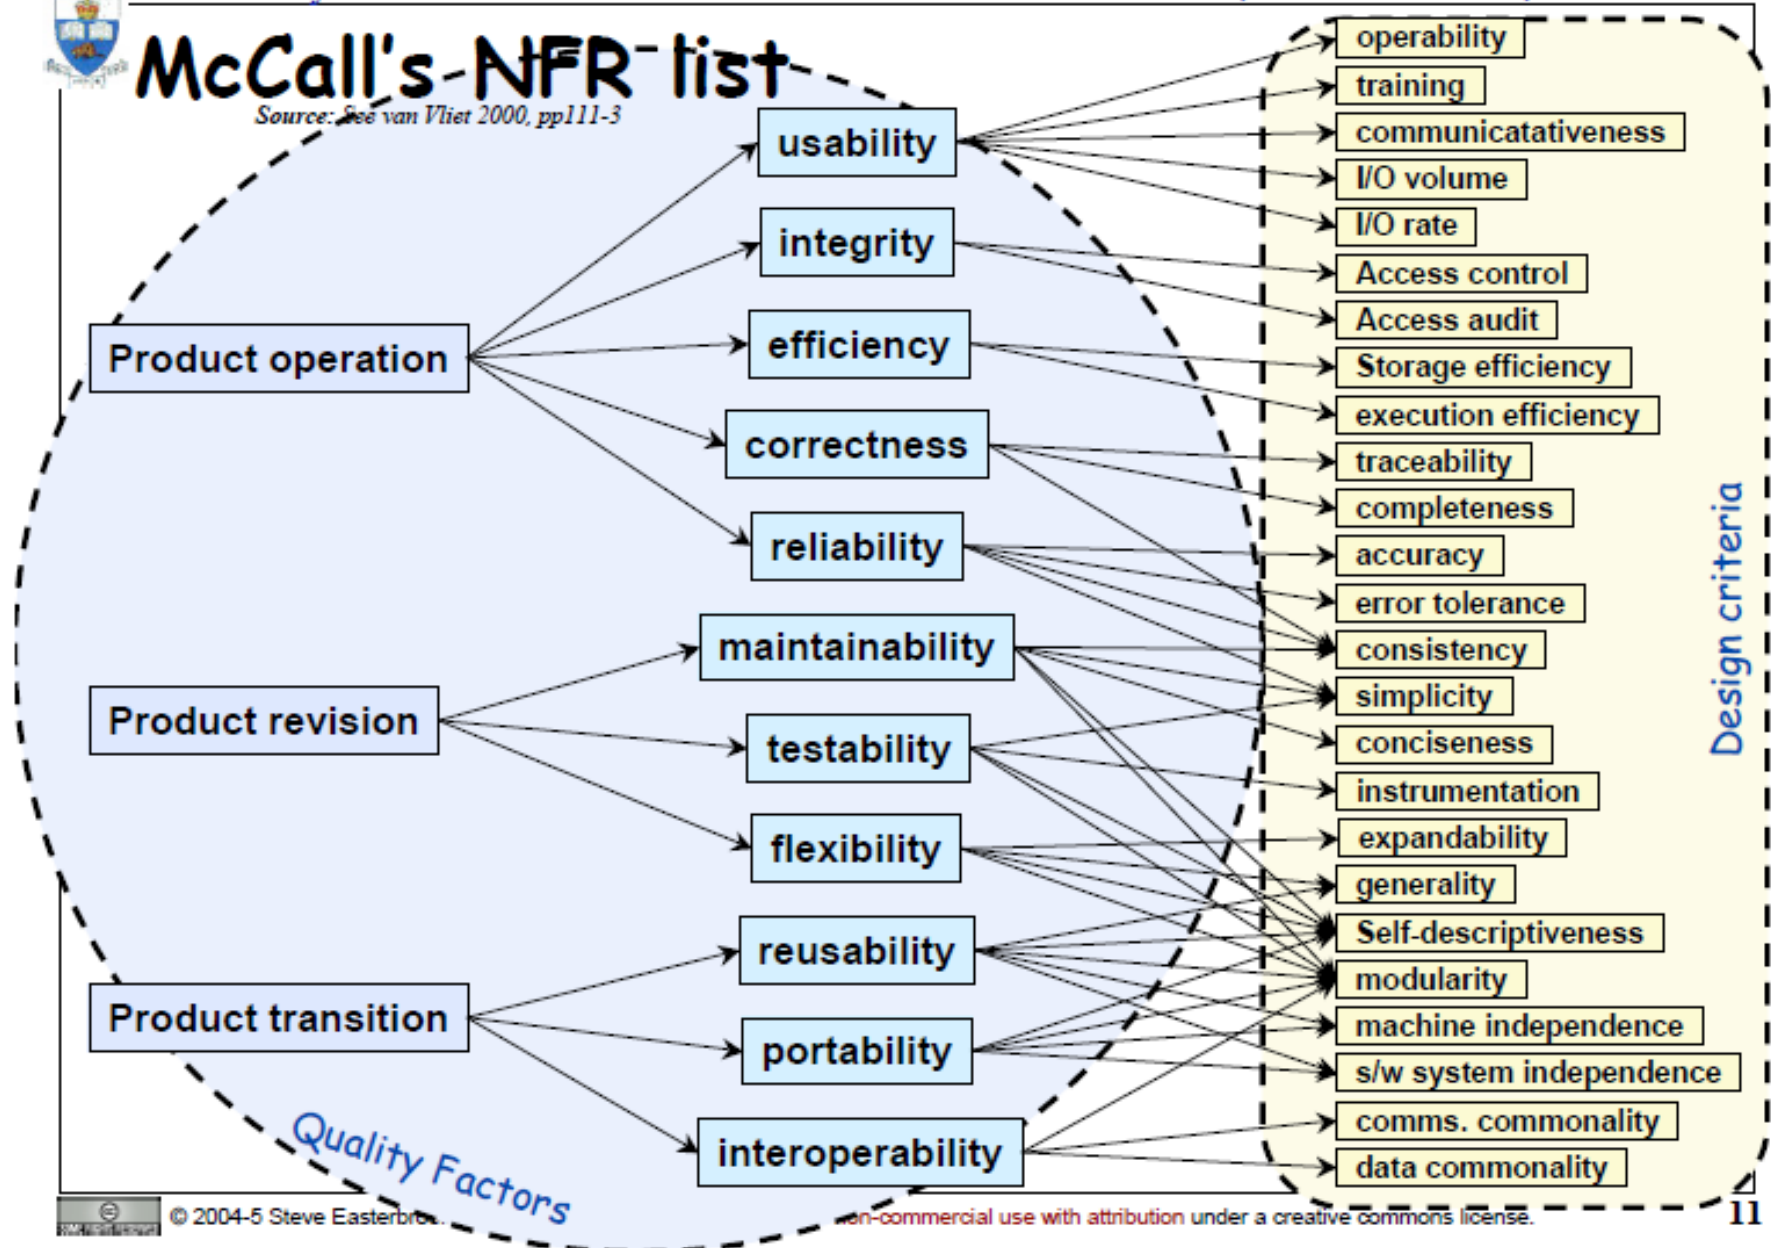 McCall's NFR list
Source: See van Vliet 2000, pp111-3
Product operation
Product revision
Product transition
usability
integrity
efficiency
correctness
reliability
maintainability
testability
flexibility
reusability
portability
interoperability
Quality Factors
operability
training
communicatativeness
I/O volume
I/O rate
Access control
Access audit
Storage efficiency
execution efficiency
traceability
completeness
accuracy
error tolerance
consistency
simplicity
conciseness
instrumentation
expandability
generality
Self-descriptiveness
modularity
machine independence
s/w system independence
comms. commonality
data commonality
Design criteria
© 2004-5 Steve on-commercial use with attribution under a creative commons license.
11